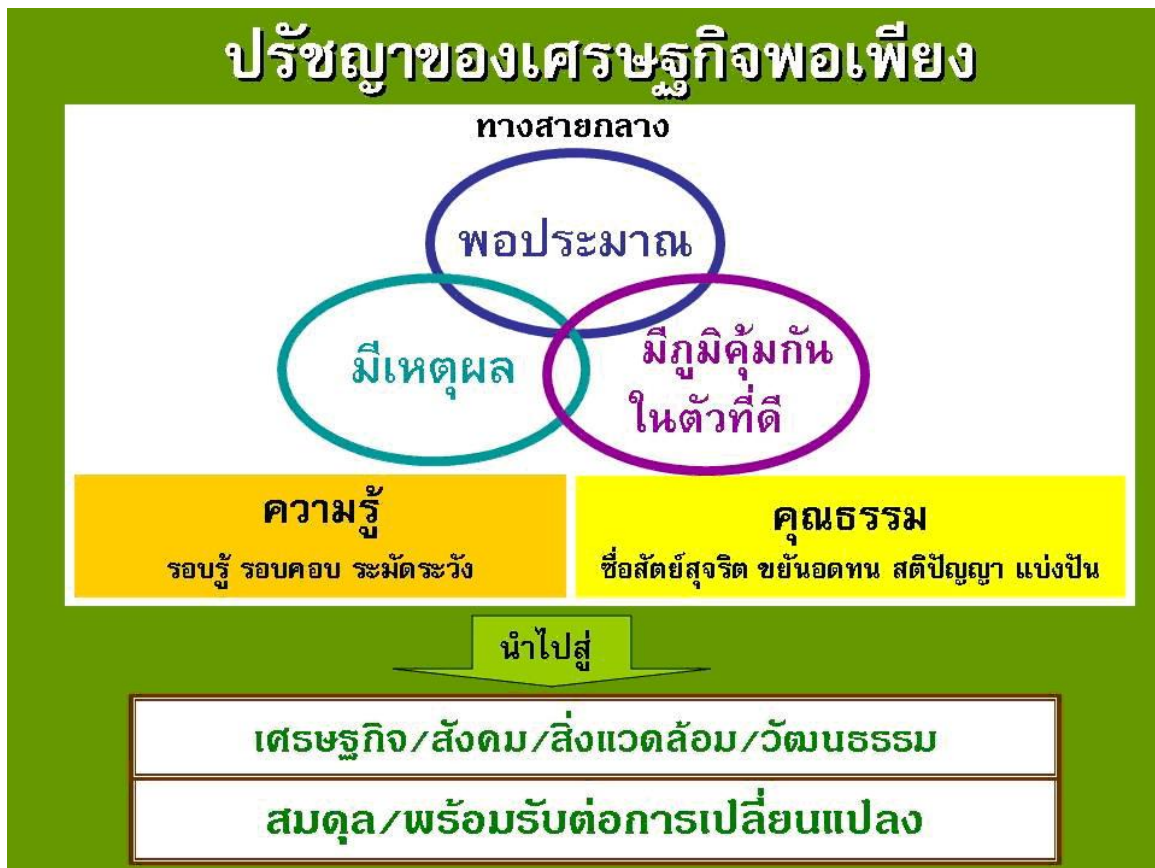 ปรัชญาของเศรษฐกิจพอเพียง
ทางสายกลาง
พอประมาณ
มีเหตุผล
มีภูมิคุ้มกัน
ในตัวที่ดี
ความรู้
รอบรู้ รอบคอบ ระมัดระวัง
คุณธรรม
ซื่อสัตย์สุจริต ขยันอดทน สติปัญญา แบ่งปัน
นำไปสู่
เศรษฐกิจ/สังคม/สิ่งแวดล้อม/วัฒนธรรม
สมดุล/พร้อมรับต่อการเปลี่ยนแปลง